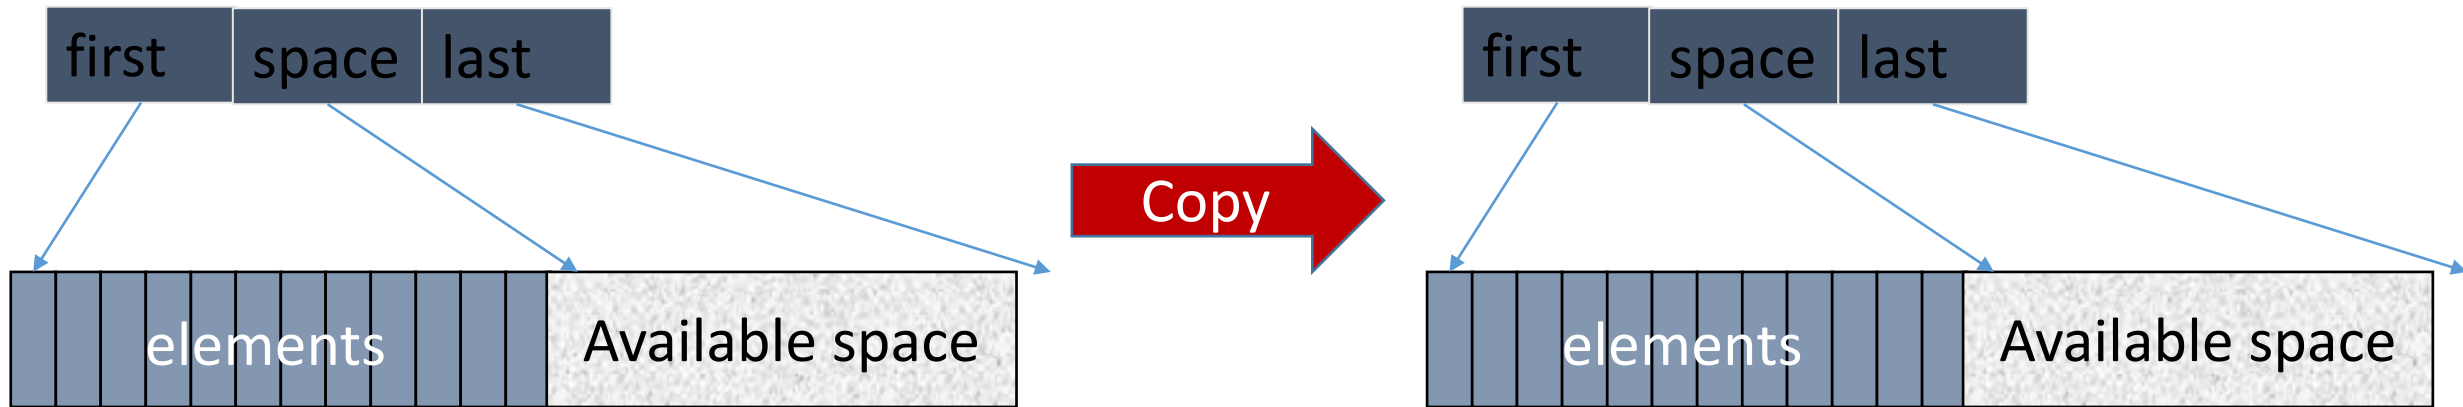 first space last
elements Available space
Copy
first space last
elements Available space